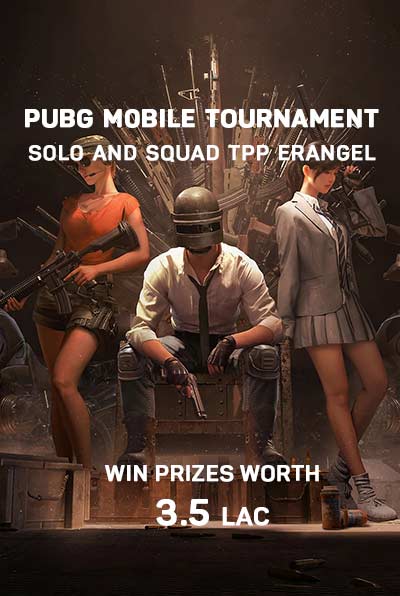 PUBG MOBILE TOURNAMENT
SOLO AND SQUAD TPP ERANGEL
WIN PRIZES WORTH
3.5 LAC